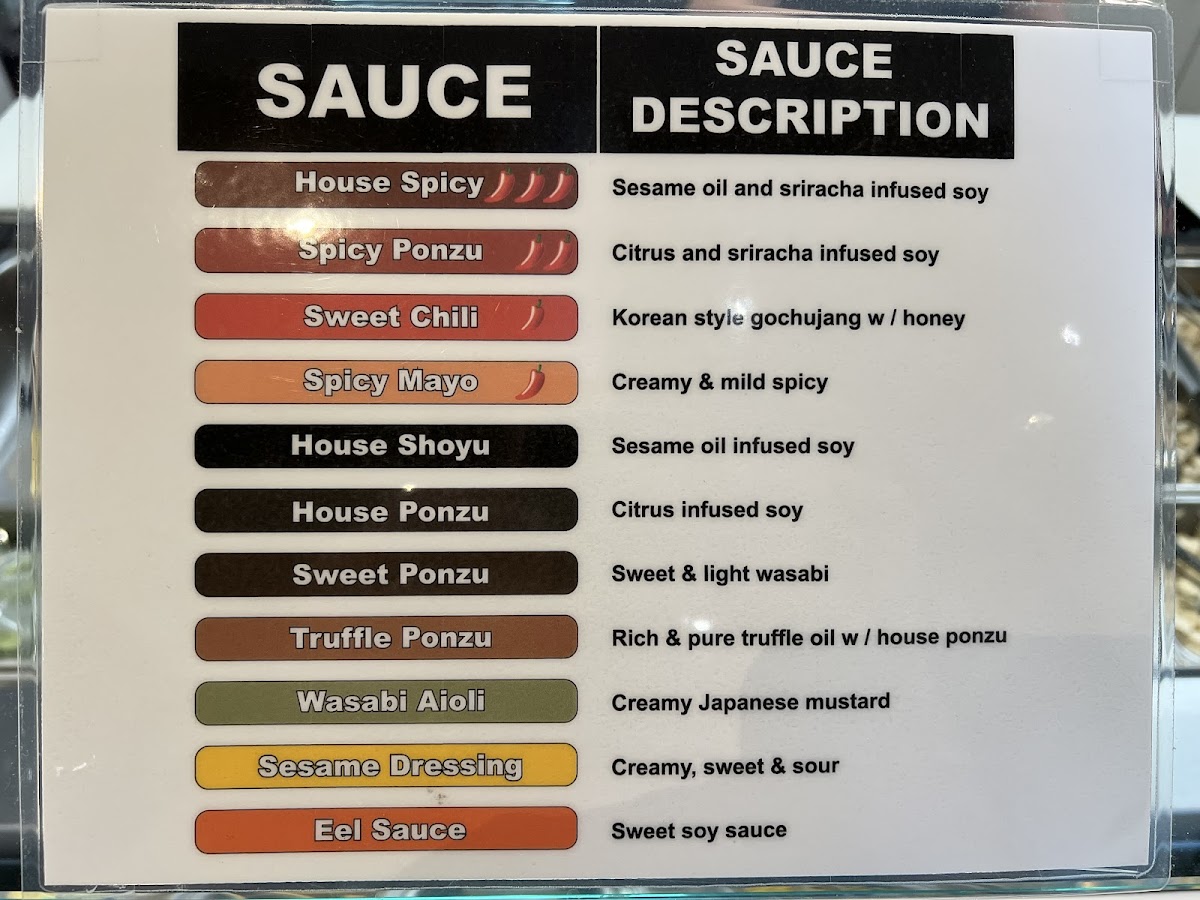 SAUCE
SAUCE
DESCRIPTION
House Spicy
Sesame oil and sriracha infused soy
Spicy Ponzu
Citrus and sriracha infused soy
Sweet Chili
Korean style gochujang w / honey
Spicy Mayo
Creamy & mild spicy
House Shoyu
Sesame oil infused soy
House Ponzu
Citrus infused soy
Sweet Ponzu
Sweet & light wasabi
Truffle Ponzu
Rich & pure truffle oil w / house ponzu
Wasabi Aioli
Creamy Japanese mustard
Sesame Dressing
Creamy, sweet & sour
Eel Sauce
Sweet soy sauce